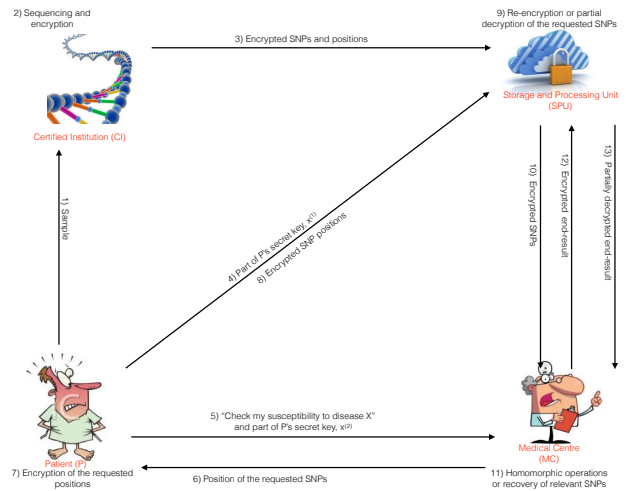 2) Sequencing and
encryption
9) Re-encryption or partial
decryption of the requested SNPs
3) Encrypted SNPs and positions
Certified Institution (CI)
Storage and Processing Unit
(SPU)
1) Sample
4) Part of P's secret key, x(1)
8) Encrypted SNP positions
10) Encrypted SNPs
12) Encrypted end-result
13) Partially decrypted end-result
5) "Check my susceptibility to disease X"
and part of P's secret key, x(2)
Patient (P)
7) Encryption of the requested
positions
6) Position of the requested SNPs
Medical Centre
(MC)
11) Homomorphic operations
or recovery of relevant SNPs